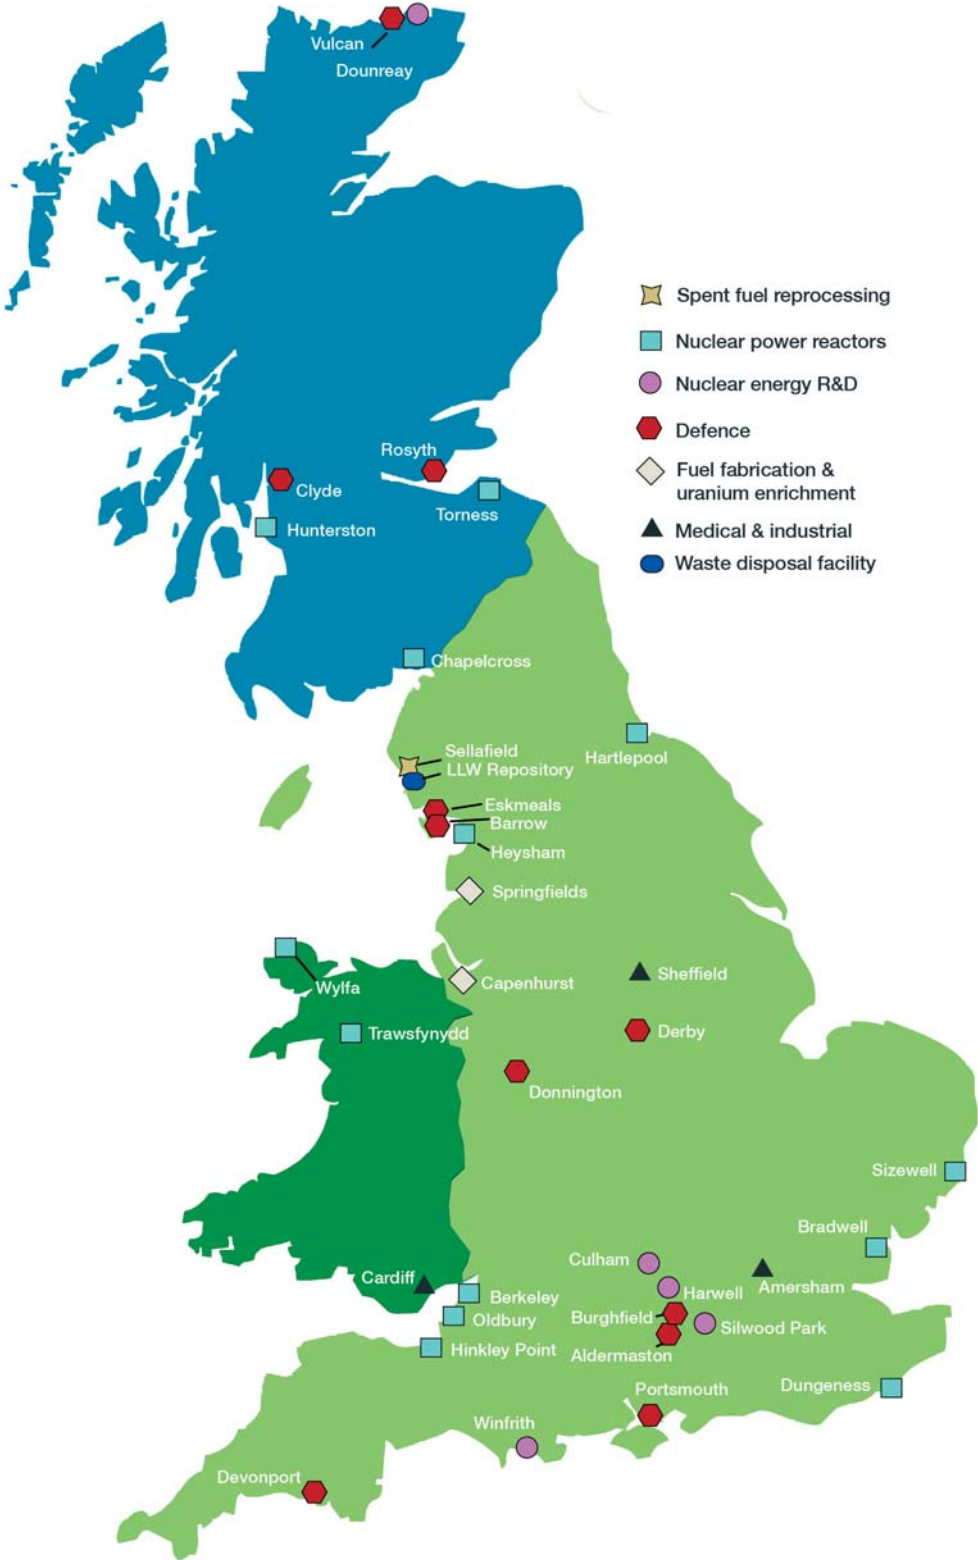 Vulcan
Dounreay
Spent fuel reprocessing
Nuclear power reactors
Nuclear energy R&D
Defence
Fuel fabrication &
uranium enrichment
Medical & industrial
Waste disposal facility
Rosyth
Clyde
Torness
Hunterston
Chapelcross
Hartlepool
Sellafield
LLW Repository
Eskmeals
Barrow
Heysham
Springfields
Sheffield
Capenhurst
Wylfa
Derby
Trawsfynydd
Donnington
Sizewell
Bradwell
Culham
Cardiff
Amersham
Harwell
Berkeley
Burghfield
Oldbury
Silwood Park
Hinkley Point
Aldermaston
Dungeness
Portsmouth
Winfrith
Devonport